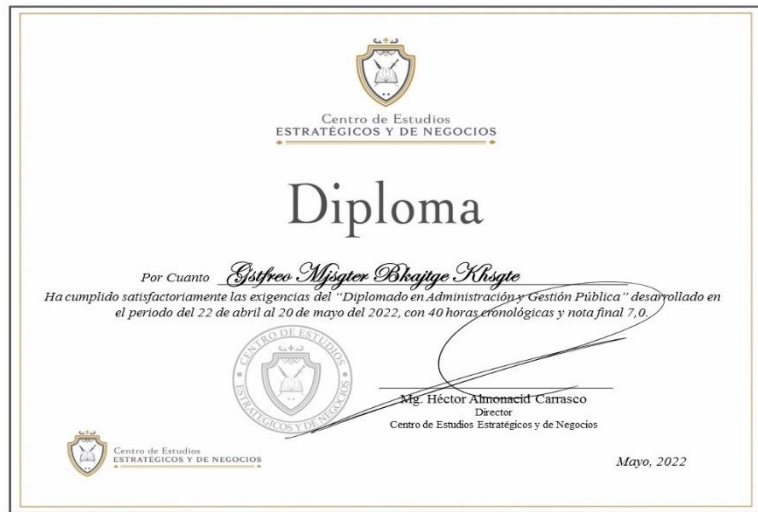 Centro de Estudios
ESTRATÉGICOS Y DE NEGOCIOS
Diploma
Por Cuanto Gstfreo Mjsgter Bkajtge Khsgte
Ha cumplido satisfactoriamente las exigencias del “Diplomado en Administración y Gestión Pública” desarrollado en
el periodo del 22 de abril al 20 de mayo del 2022, con 40 horas cronológicas y nota final 7,0.
CENTRO DE ESTUDIOS
ESTRATÉGICOS Y DE NEGOCIOS
Mg. Héctor Almonacid Carrasco
Director
Centro de Estudios Estratégicos y de Negocios
Centro de Estudios
ESTRATÉGICOS Y DE NEGOCIOS
Mayo, 2022